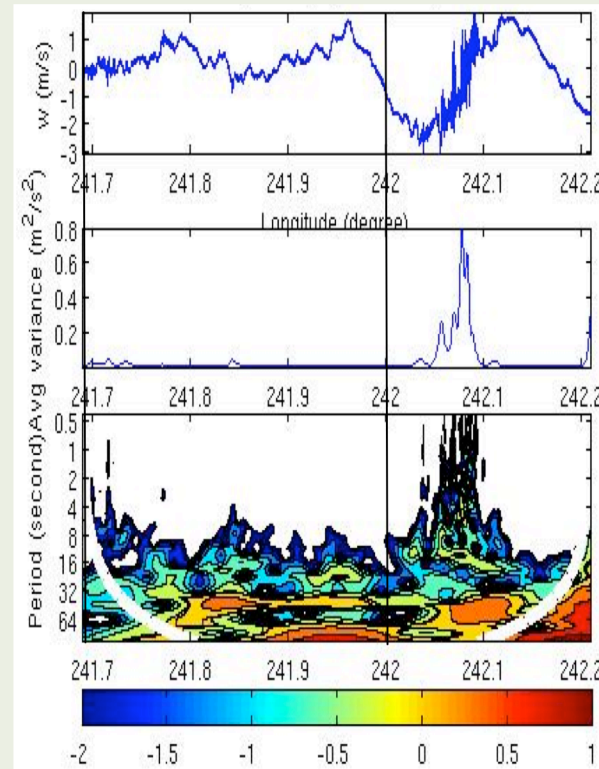 w (m/s)
1
0
-1
-2
-3
241.7 241.8 241.9 242 242.1 242.2
Longitude (degree)
Avg variance (m²/s²)
0.8
0.6
0.4
0.2
241.7 241.8 241.9 242 242.1 242.2
Period (second)
0.5
1
2
4
8
16
32
64
241.7 241.8 241.9 242 242.1 242.2
-2 -1.5 -1 -0.5 0 0.5 1